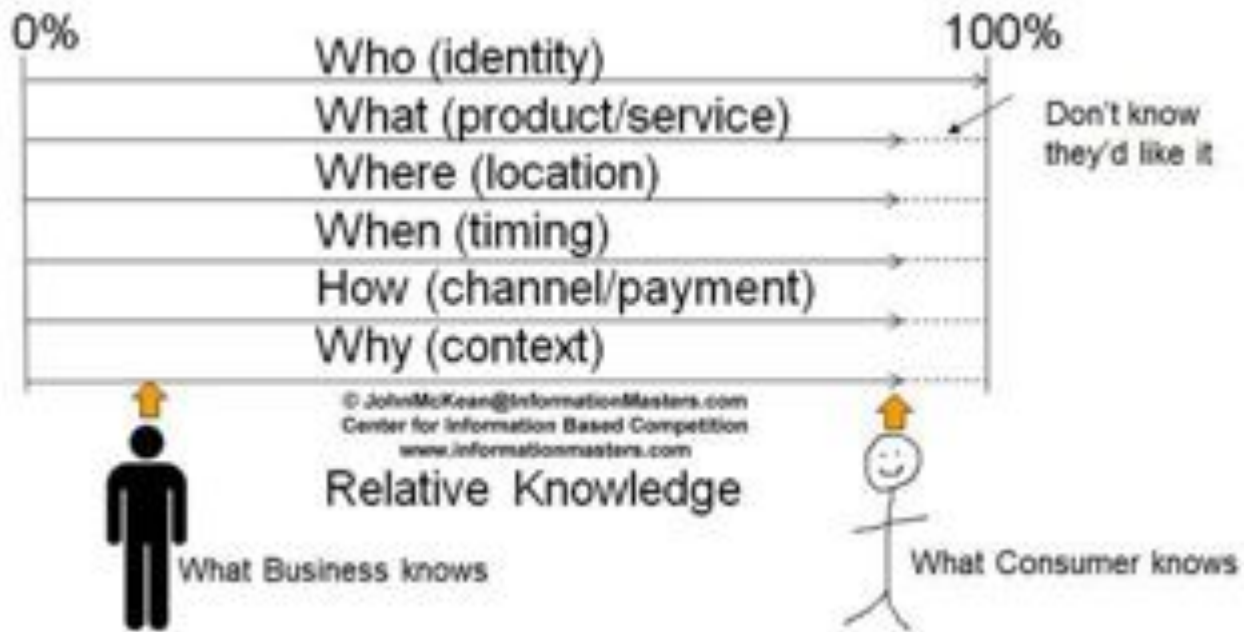 0%
100%
Who (identity)
What (product/service)
Don't know
they'd like it
Where (location)
When (timing)
How (channel/payment)
Why (context)
© JohnMcKean@InformationMasters.com
Center for Information Based Competition
www.informationmasters.com
Relative Knowledge
What Business knows
What Consumer knows